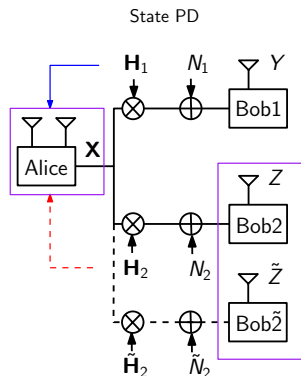 State PD
𝐇₁
N₁
Y
Bob1
Alice
𝐗
Z
Bob2
𝐇₂
N₂
Z̃
Bob2̃
𝐇̃₂
Ñ₂